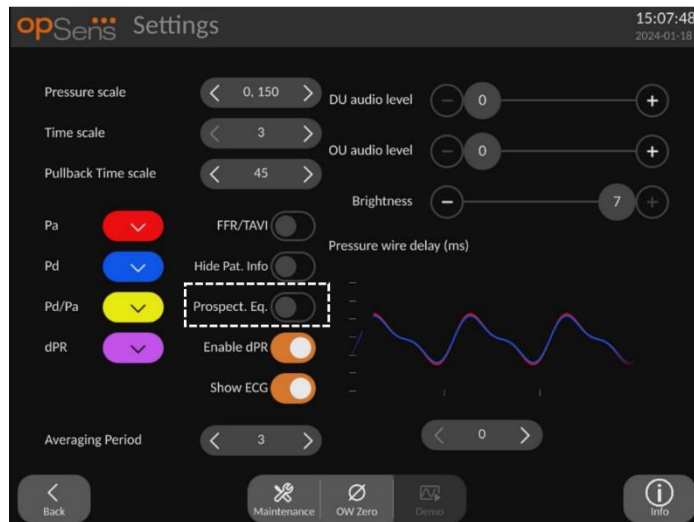 opSens Settings
15:07:48
2024-01-18
Pressure scale
0, 150
Time scale
3
Pullback Time scale
45
DU audio level
0
OU audio level
0
Brightness
7
Pa
FFR/TAVI
Pd
Hide Pat. Info
Pd/Pa
Prospect. Eq.
dPR
Enable dPR
Show ECG
Pressure wire delay (ms)
Averaging Period
3
0
Back
Maintenance
OW Zero
Demo
Info